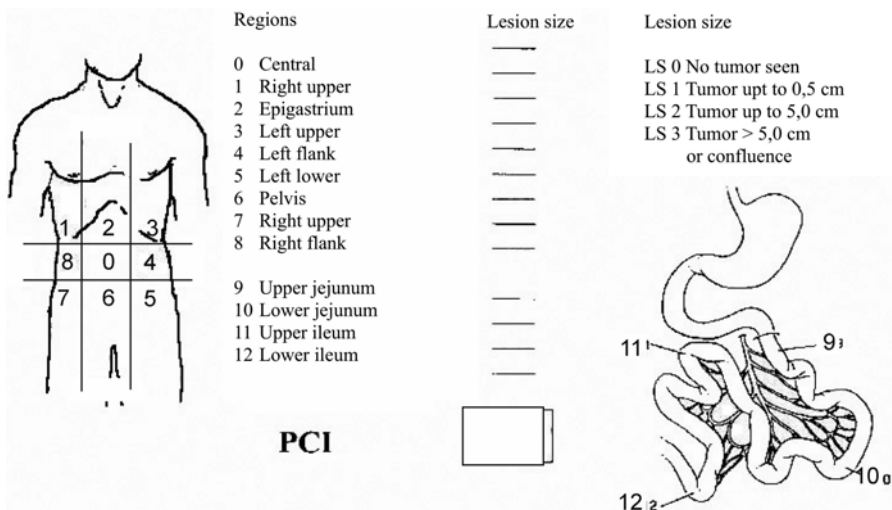 Regions
0 Central
1 Right upper
2 Epigastrium
3 Left upper
4 Left flank
5 Left lower
6 Pelvis
7 Right upper
8 Right flank
9 Upper jejunum
10 Lower jejunum
11 Upper ileum
12 Lower ileum
Lesion size
Lesion size
LS 0 No tumor seen
LS 1 Tumor upt to 0,5 cm
LS 2 Tumor up to 5,0 cm
LS 3 Tumor > 5,0 cm
or confluence
1 2 3
8 0 4
7 6 5
PCI
11
9
10
12